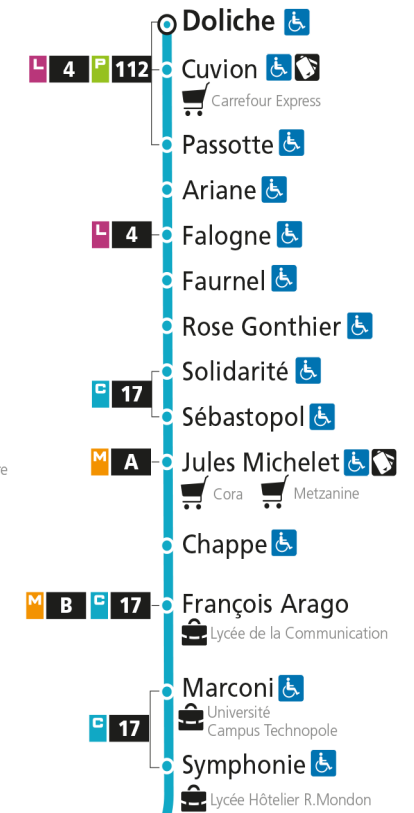 Doliche
L 4 P 112 Cuvion
Carrefour Express
Passotte
Ariane
L 4 Falogne
Faurnel
Rose Gonthier
Solidarité
C 17
Sébastopol
M A Jules Michelet
Cora Metzanine
Chappe
M B C 17 François Arago
Lycée de la Communication
Marconi
Université
C 17 Campus Technopole
Symphonie
Lycée Hôtelier R.Mondon